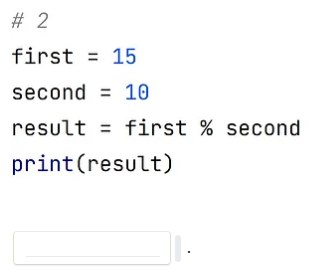 # 2
first = 15
second = 10
result = first % second
print(result)
.